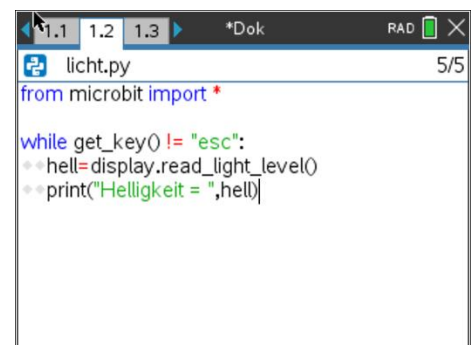 1.1 1.2 1.3 *Dok RAD
licht.py 5/5
from microbit import *
while get_key() != "esc":
hell=display.read_light_level()
print("Helligkeit = ",hell)